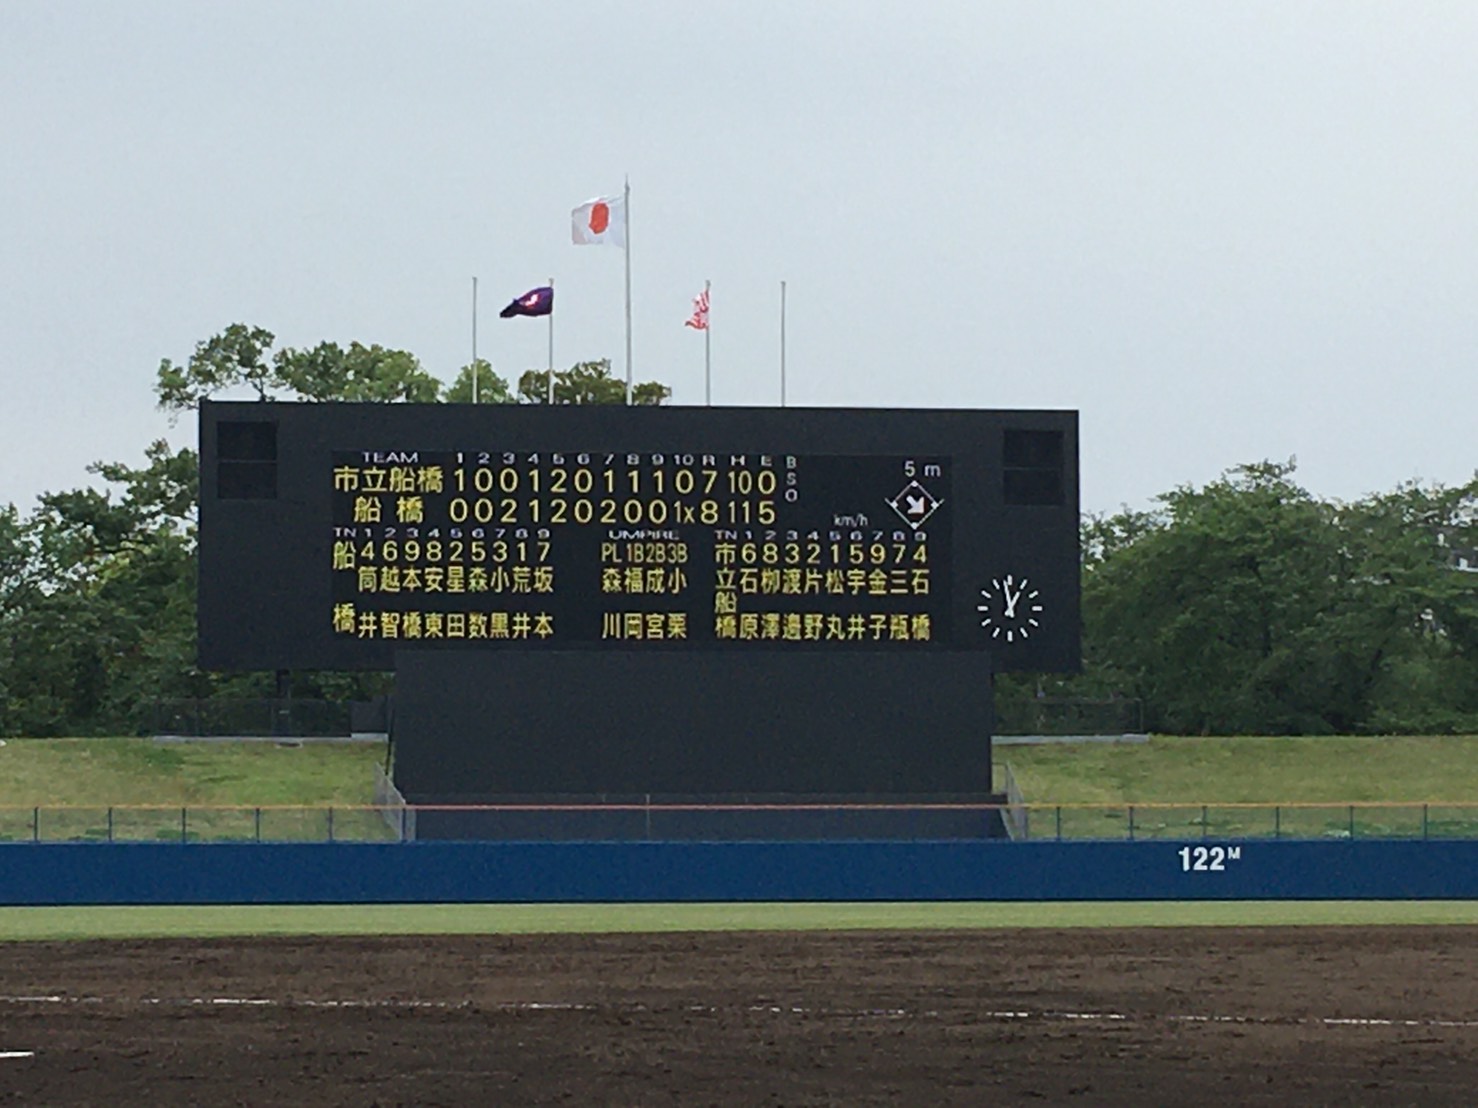 TEAM 1 2 3 4 5 6 7 8 9 10 R H E B
市立船橋 1 0 0 1 2 0 1 1 1 0 7 10 0 S
船橋 0 0 2 1 2 0 2 0 0 1x 8 11 5 O
5 m
km/h
TN 1 2 3 4 5 6 7 8 9 UMPIRE TN 1 2 3 4 5 6 7 8 9
船 4 6 9 8 2 5 3 1 7 PL 1B 2B 3B 市 6 8 3 2 1 5 9 7 4
筒越本安星森小荒坂 森福成小 立石栁渡片松宇金三石
船
橋井智橋東田数黒井本 川岡宮栗 橋原澤邉野丸井子瓶橋
122M